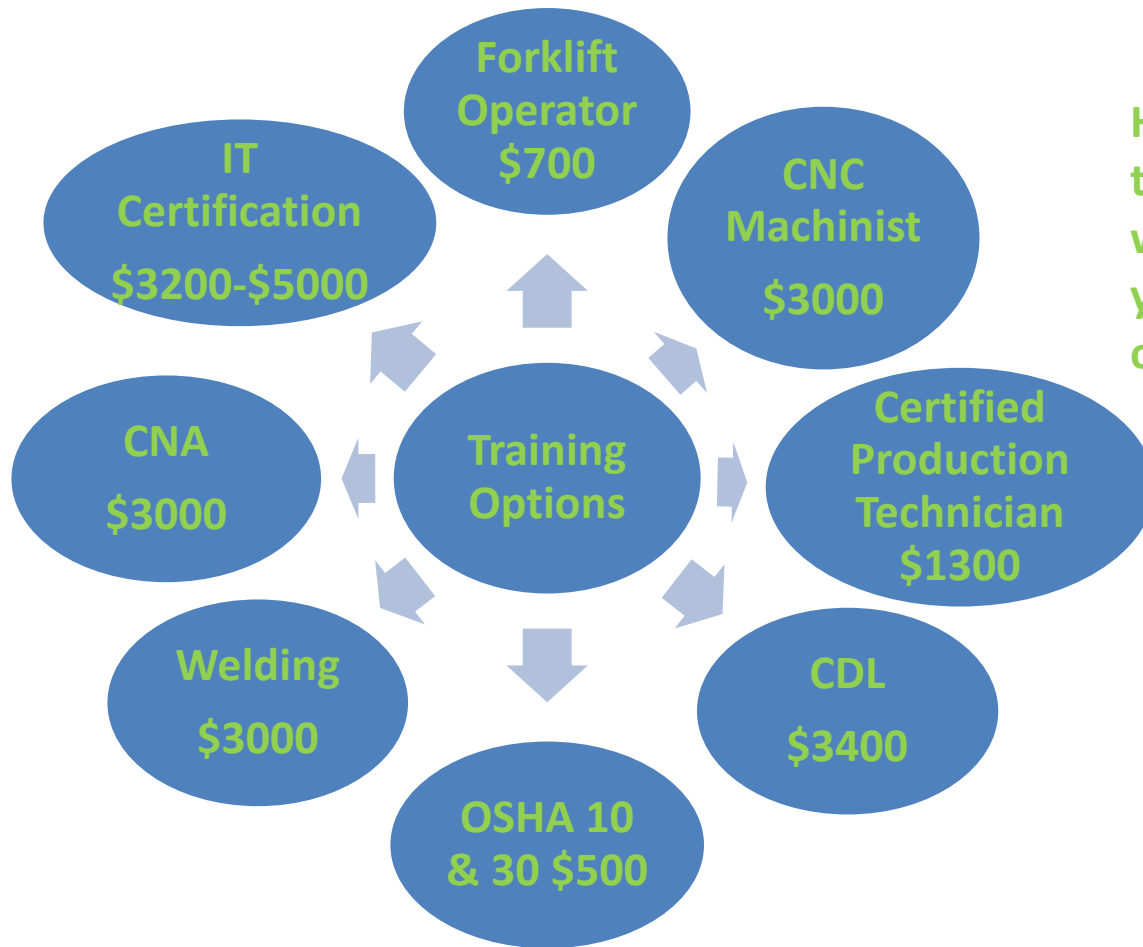 Forklift
Operator
$700
CNC
Machinist
$3000
Certified
Production
Technician
$1300
CDL
$3400
OSHA 10
& 30 $500
Welding
$3000
CNA
$3000
IT
Certification
$3200-$5000
Training
Options